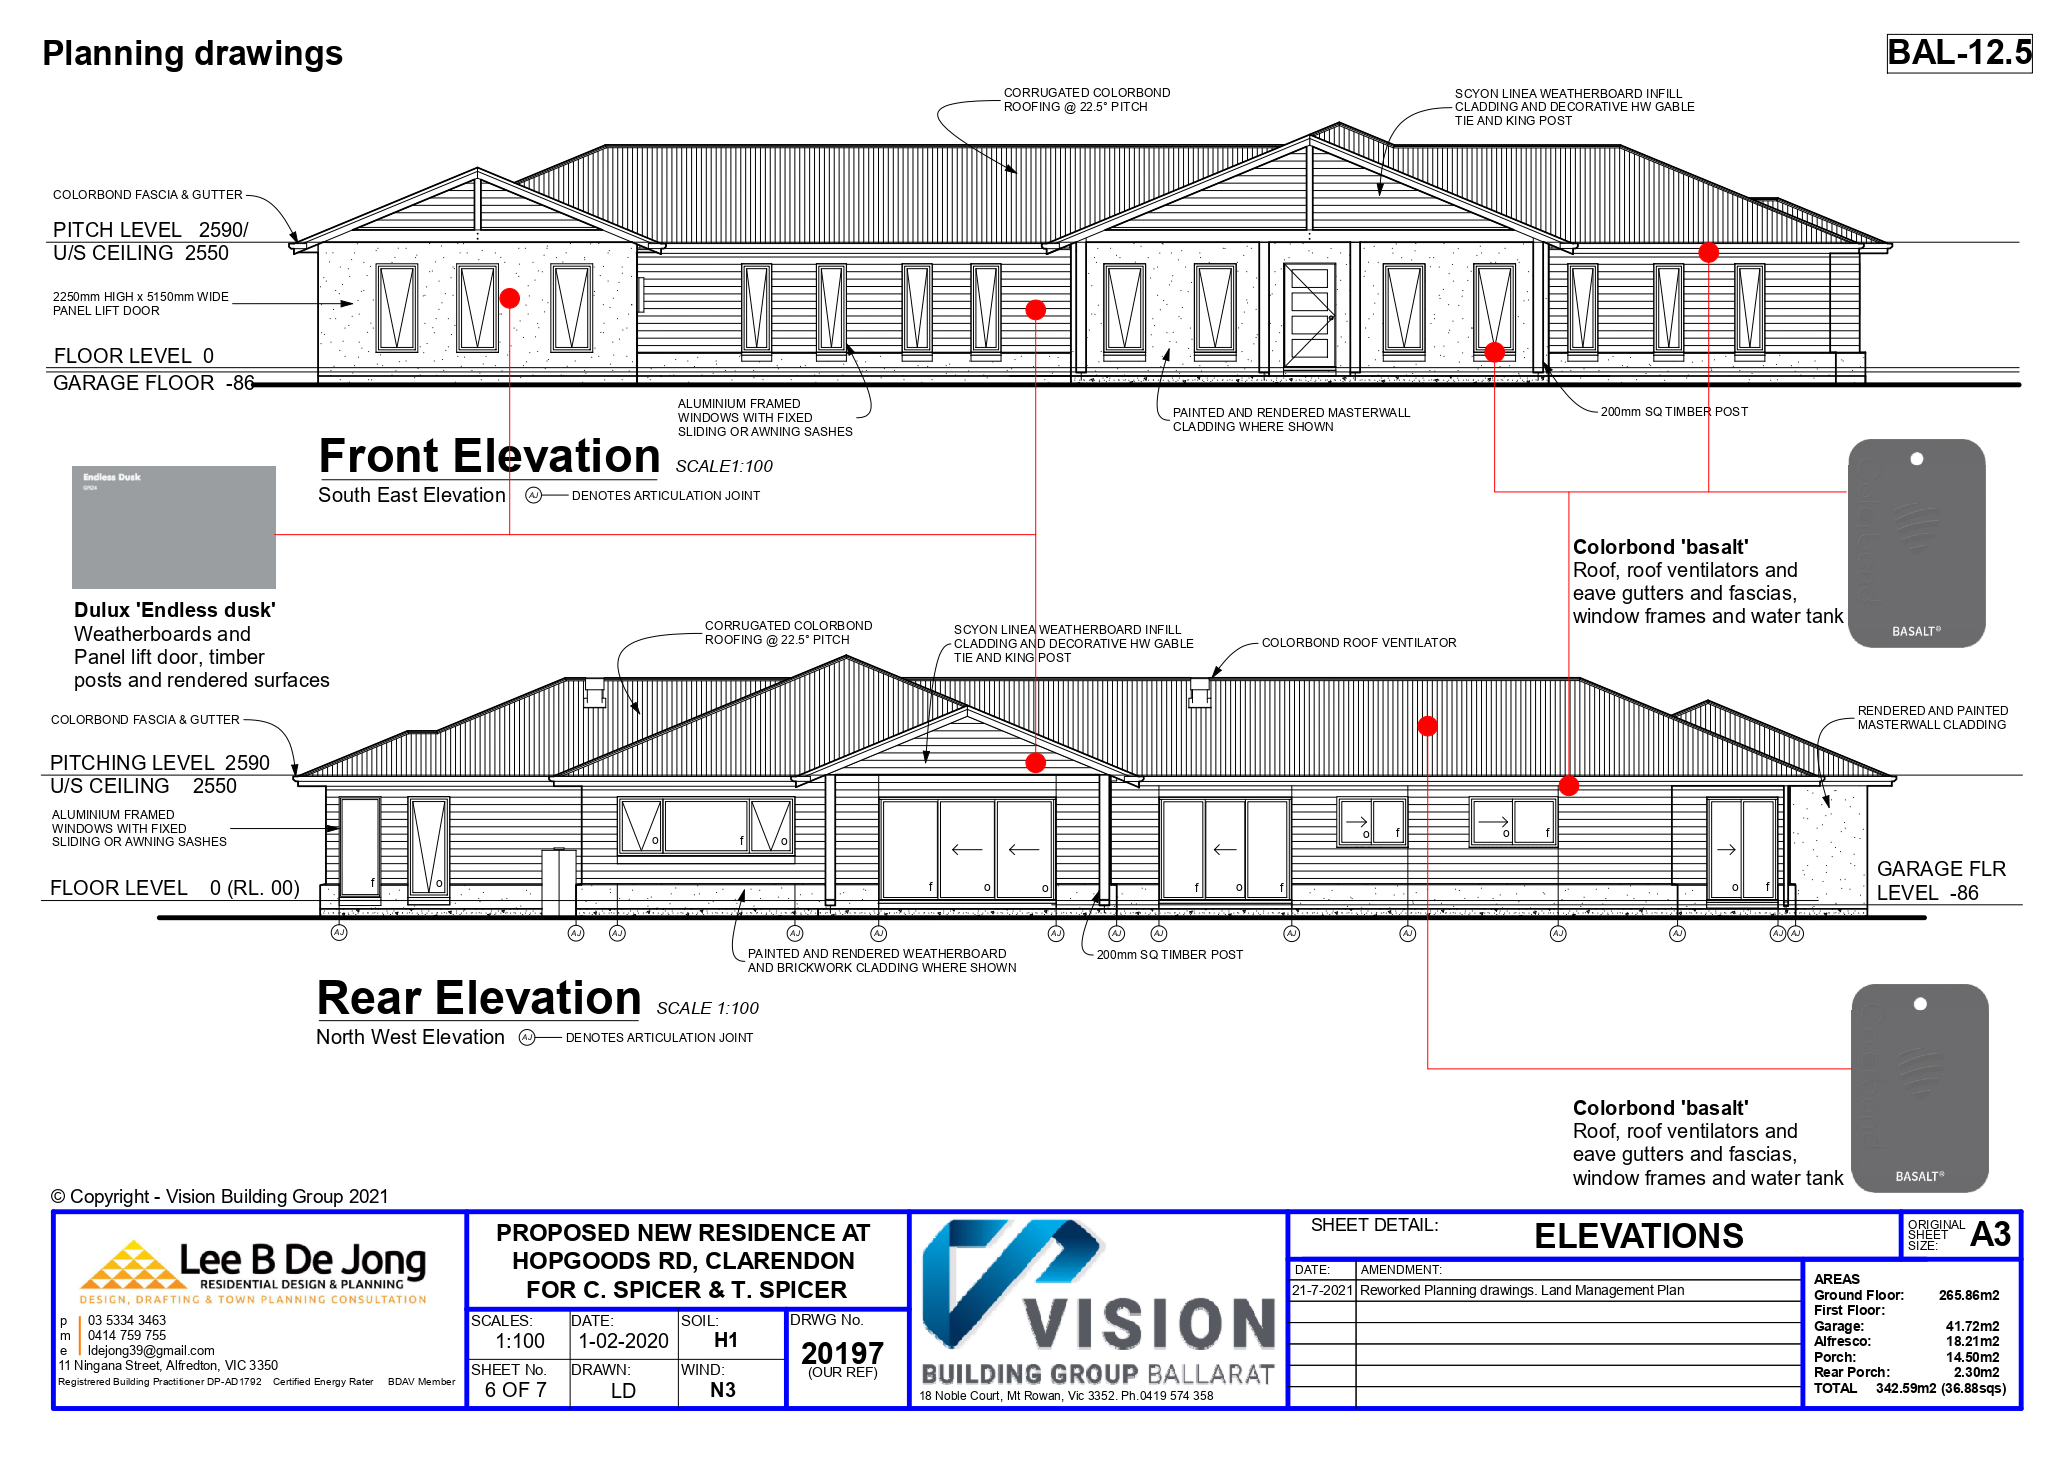 Planning drawings
BAL-12.5
CORRUGATED COLORBOND
ROOFING @ 22.5° PITCH
SCYON LINEA WEATHERBOARD INFILL
CLADDING AND DECORATIVE HW GABLE
TIE AND KING POST
COLORBOND FASCIA & GUTTER
PITCH LEVEL 2590/
U/S CEILING 2550
2250mm HIGH x 5150mm WIDE
PANEL LIFT DOOR
FLOOR LEVEL 0
GARAGE FLOOR -86
ALUMINIUM FRAMED
WINDOWS WITH FIXED
SLIDING OR AWNING SASHES
PAINTED AND RENDERED MASTERWALL
CLADDING WHERE SHOWN
200mm SQ TIMBER POST
Front Elevation SCALE1:100
South East Elevation AJ DENOTES ARTICULATION JOINT
Endless Dusk
Dulux 'Endless dusk'
Weatherboards and
Panel lift door, timber
posts and rendered surfaces
Colorbond 'basalt'
Roof, roof ventilators and
eave gutters and fascias,
window frames and water tank
BASALT®
CORRUGATED COLORBOND
ROOFING @ 22.5° PITCH
SCYON LINEA WEATHERBOARD INFILL
CLADDING AND DECORATIVE HW GABLE
TIE AND KING POST
COLORBOND ROOF VENTILATOR
RENDERED AND PAINTED
MASTERWALL CLADDING
COLORBOND FASCIA & GUTTER
PITCHING LEVEL 2590
U/S CEILING 2550
ALUMINIUM FRAMED
WINDOWS WITH FIXED
SLIDING OR AWNING SASHES
f o o f o f o o f o f o f o f o f
FLOOR LEVEL 0 (RL. 00)
GARAGE FLR
LEVEL -86
AJ AJ AJ AJ AJ AJ AJ AJ AJ AJ AJ AJ AJ AJ
PAINTED AND RENDERED WEATHERBOARD
AND BRICKWORK CLADDING WHERE SHOWN
200mm SQ TIMBER POST
Rear Elevation SCALE 1:100
North West Elevation AJ DENOTES ARTICULATION JOINT
Colorbond 'basalt'
Roof, roof ventilators and
eave gutters and fascias,
window frames and water tank
BASALT®
© Copyright - Vision Building Group 2021
Lee B De Jong
RESIDENTIAL DESIGN & PLANNING
DESIGN, DRAFTING & TOWN PLANNING CONSULTATION
p 03 5334 3463
m 0414 759 755
e ldejong39@gmail.com
11 Ningana Street, Alfredton, VIC 3350
Registrered Building Practitioner DP-AD1792 Certified Energy Rater BDAV Member
PROPOSED NEW RESIDENCE AT
HOPGOODS RD, CLARENDON
FOR C. SPICER & T. SPICER
SCALES:
1:100
DATE:
1-02-2020
SOIL:
H1
SHEET No.
6 OF 7
DRAWN:
LD
WIND:
N3
DRWG No.
20197
(OUR REF)
VISION
BUILDING GROUP BALLARAT
18 Noble Court, Mt Rowan, Vic 3352. Ph.0419 574 358
SHEET DETAIL: ELEVATIONS
ORIGINAL
SHEET
SIZE:
A3
DATE: AMENDMENT:
21-7-2021 Reworked Planning drawings. Land Management Plan
AREAS
Ground Floor: 265.86m2
First Floor:
Garage: 41.72m2
Alfresco: 18.21m2
Porch: 14.50m2
Rear Porch: 2.30m2
TOTAL 342.59m2 (36.88sqs)